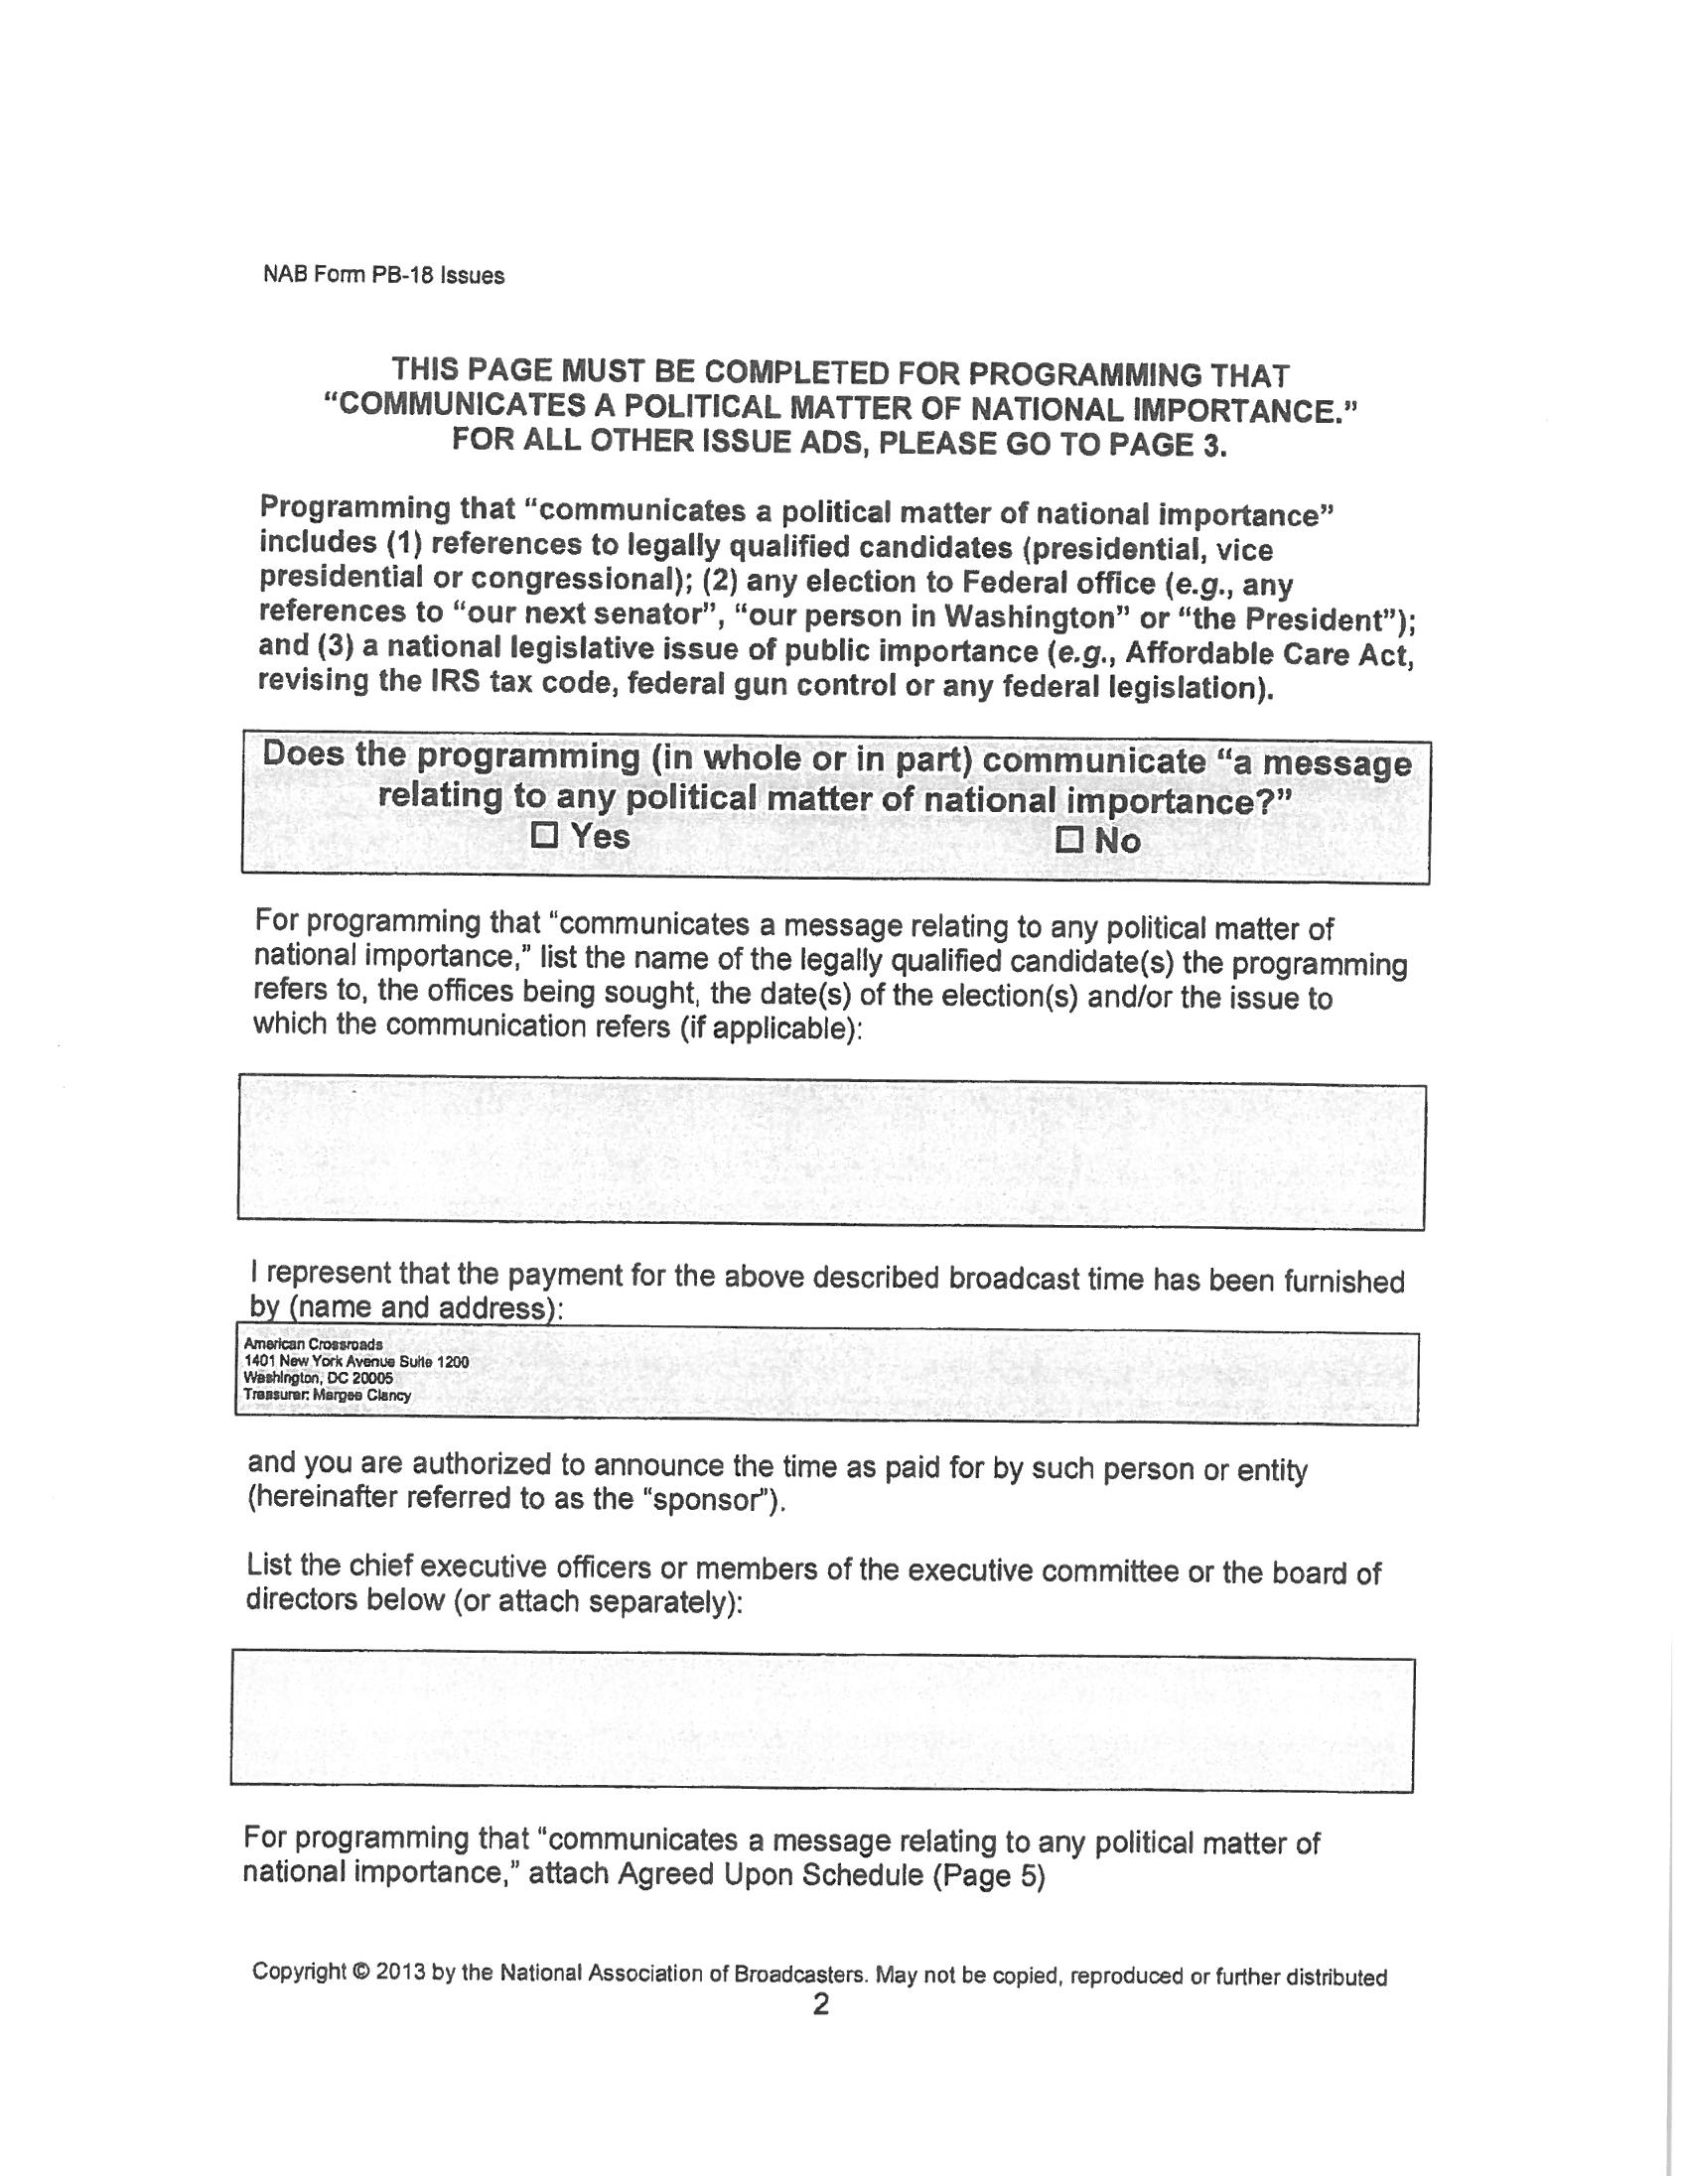 NAB Form PB-18 Issues
THIS PAGE MUST BE COMPLETED FOR PROGRAMMING THAT
“COMMUNICATES A POLITICAL MATTER OF NATIONAL IMPORTANCE.”
FOR ALL OTHER ISSUE ADS, PLEASE GO TO PAGE 3.
Programming that “communicates a political matter of national importance”
includes (1) references to legally qualified candidates (presidential, vice
presidential or congressional); (2) any election to Federal office (e.g., any
references to “our next senator”, “our person in Washington” or “the President”);
and (3) a national legislative issue of public importance (e.g., Affordable Care Act,
revising the IRS tax code, federal gun control or any federal legislation).
Does the programming (in whole or in part) communicate “a message
relating to any political matter of national importance?”
☐ Yes ☐ No
For programming that “communicates a message relating to any political matter of
national importance,” list the name of the legally qualified candidate(s) the programming
refers to, the offices being sought, the date(s) of the election(s) and/or the issue to
which the communication refers (if applicable):
I represent that the payment for the above described broadcast time has been furnished
by (name and address):
American Crossroads
1401 New York Avenue Suite 1200
Washington, DC 20005
Treasurer: Margee Clancy
and you are authorized to announce the time as paid for by such person or entity
(hereinafter referred to as the “sponsor”).
List the chief executive officers or members of the executive committee or the board of
directors below (or attach separately):
For programming that “communicates a message relating to any political matter of
national importance,” attach Agreed Upon Schedule (Page 5)
Copyright © 2013 by the National Association of Broadcasters. May not be copied, reproduced or further distributed
2